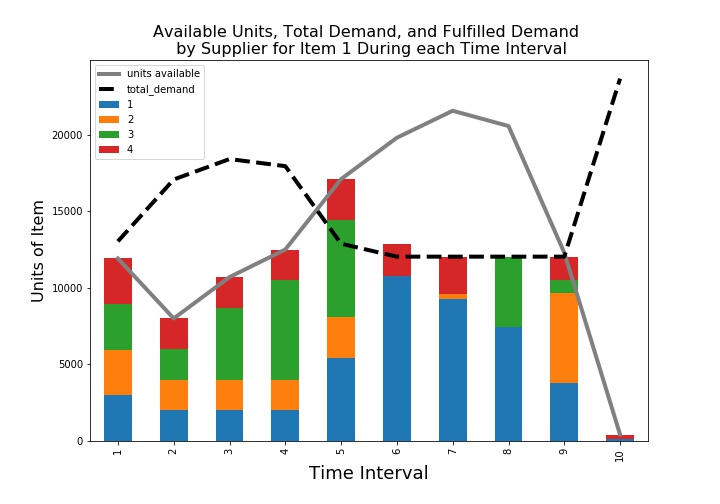 Available Units, Total Demand, and Fulfilled Demand
by Supplier for Item 1 During each Time Interval
units available
total_demand
1
2
3
4
Units of Item
20000
15000
10000
5000
0
1 2 3 4 5 6 7 8 9 10
Time Interval